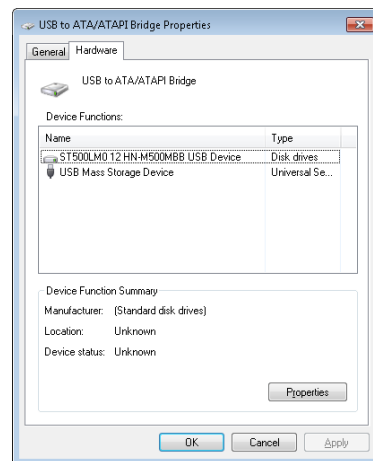 USB to ATA/ATAPI Bridge Properties
General Hardware
USB to ATA/ATAPI Bridge
Device Functions:
Name Type
ST500LM0 12 HN-M500MBB USB Device Disk drives
USB Mass Storage Device Universal Se...
Device Function Summary
Manufacturer: (Standard disk drives)
Location: Unknown
Device status: Unknown
Properties
OK Cancel Apply